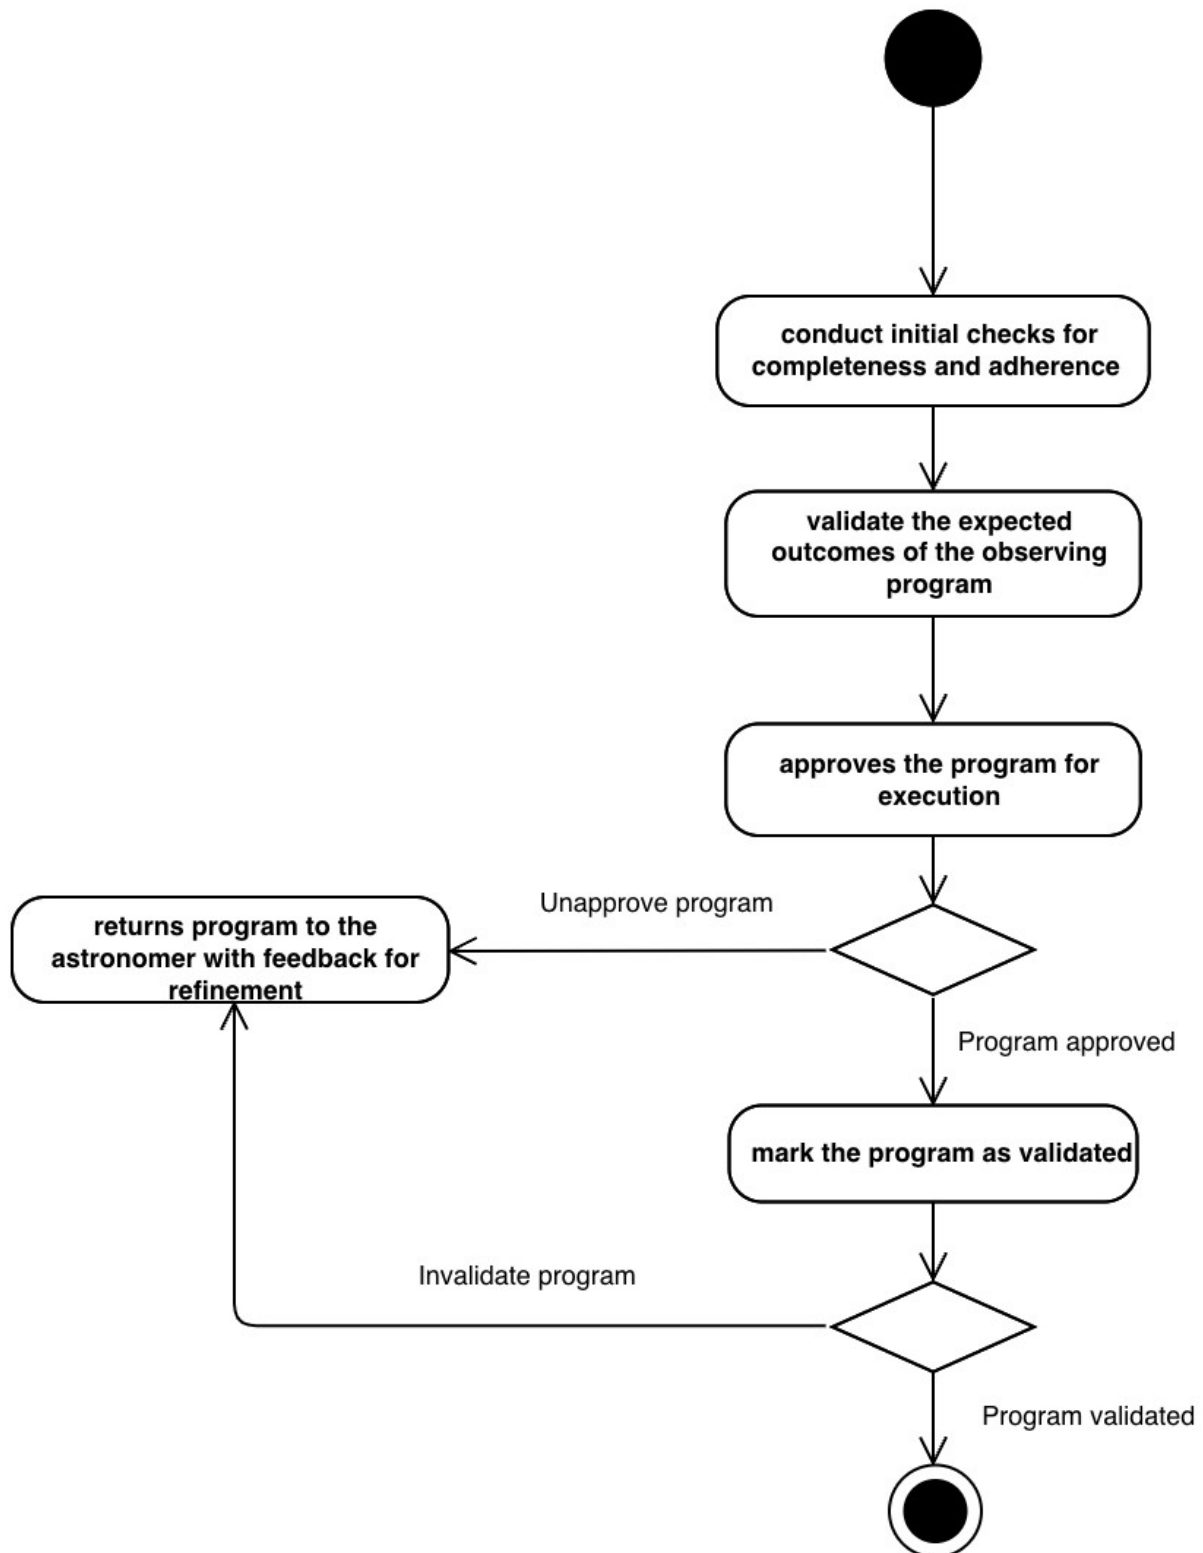 conduct initial checks for
completeness and adherence
validate the expected
outcomes of the observing
program
approves the program for
execution
Unapprove program
returns program to the
astronomer with feedback for
refinement
Program approved
mark the program as validated
Invalidate program
Program validated